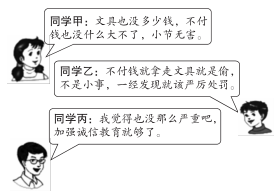 同学甲：文具也没多少钱，不付
钱也没什么大不了，小节无害。
同学乙：不付钱就拿走文具就是偷，
不是小事，一经发现就该严厉处罚。
同学丙：我觉得也没那么严重吧，
加强诚信教育就够了。